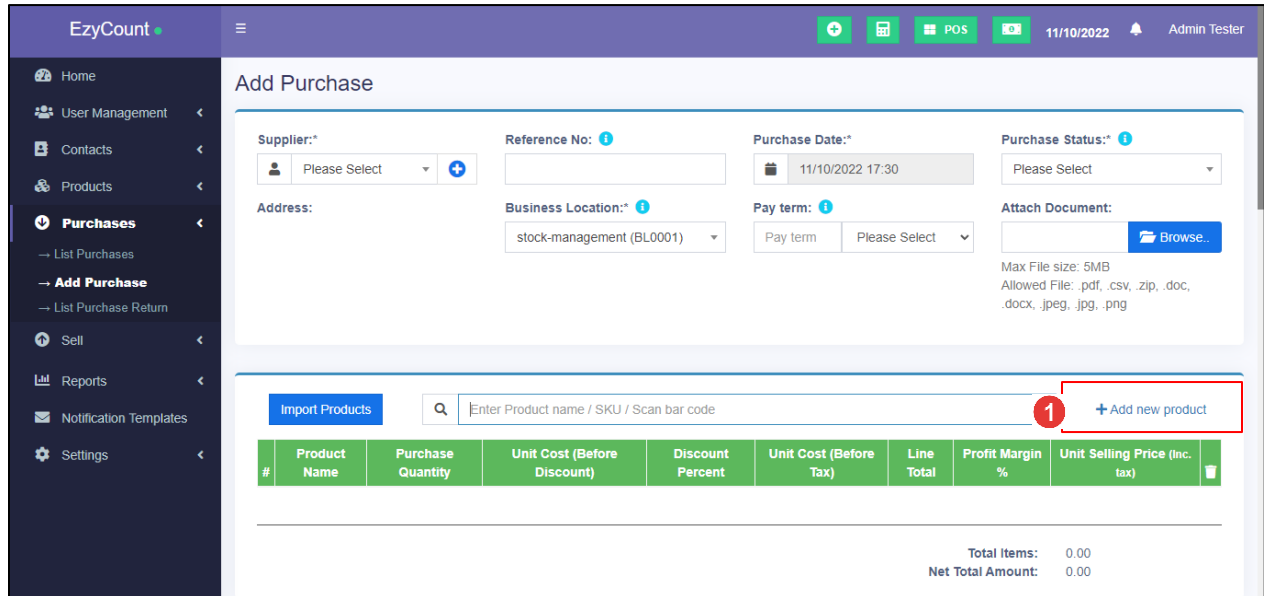 EzyCount
POS
11/10/2022
Admin Tester
Home
User Management
Contacts
Products
Purchases
→ List Purchases
→ Add Purchase
→ List Purchase Return
Sell
Reports
Notification Templates
Settings
Add Purchase
Supplier:*
Please Select
Reference No:
Purchase Date:*
11/10/2022 17:30
Purchase Status:*
Please Select
Address:
Business Location:*
stock-management (BL0001)
Pay term:
Pay term
Please Select
Attach Document:
Browse..
Max File size: 5MB
Allowed File: .pdf, .csv, .zip, .doc,
.docx, .jpeg, .jpg, .png
Import Products
Enter Product name / SKU / Scan bar code
1
+ Add new product
#
Product
Name
Purchase
Quantity
Unit Cost (Before
Discount)
Discount
Percent
Unit Cost (Before
Tax)
Line
Total
Profit Margin
%
Unit Selling Price (Inc.
tax)
Total Items: 0.00
Net Total Amount: 0.00